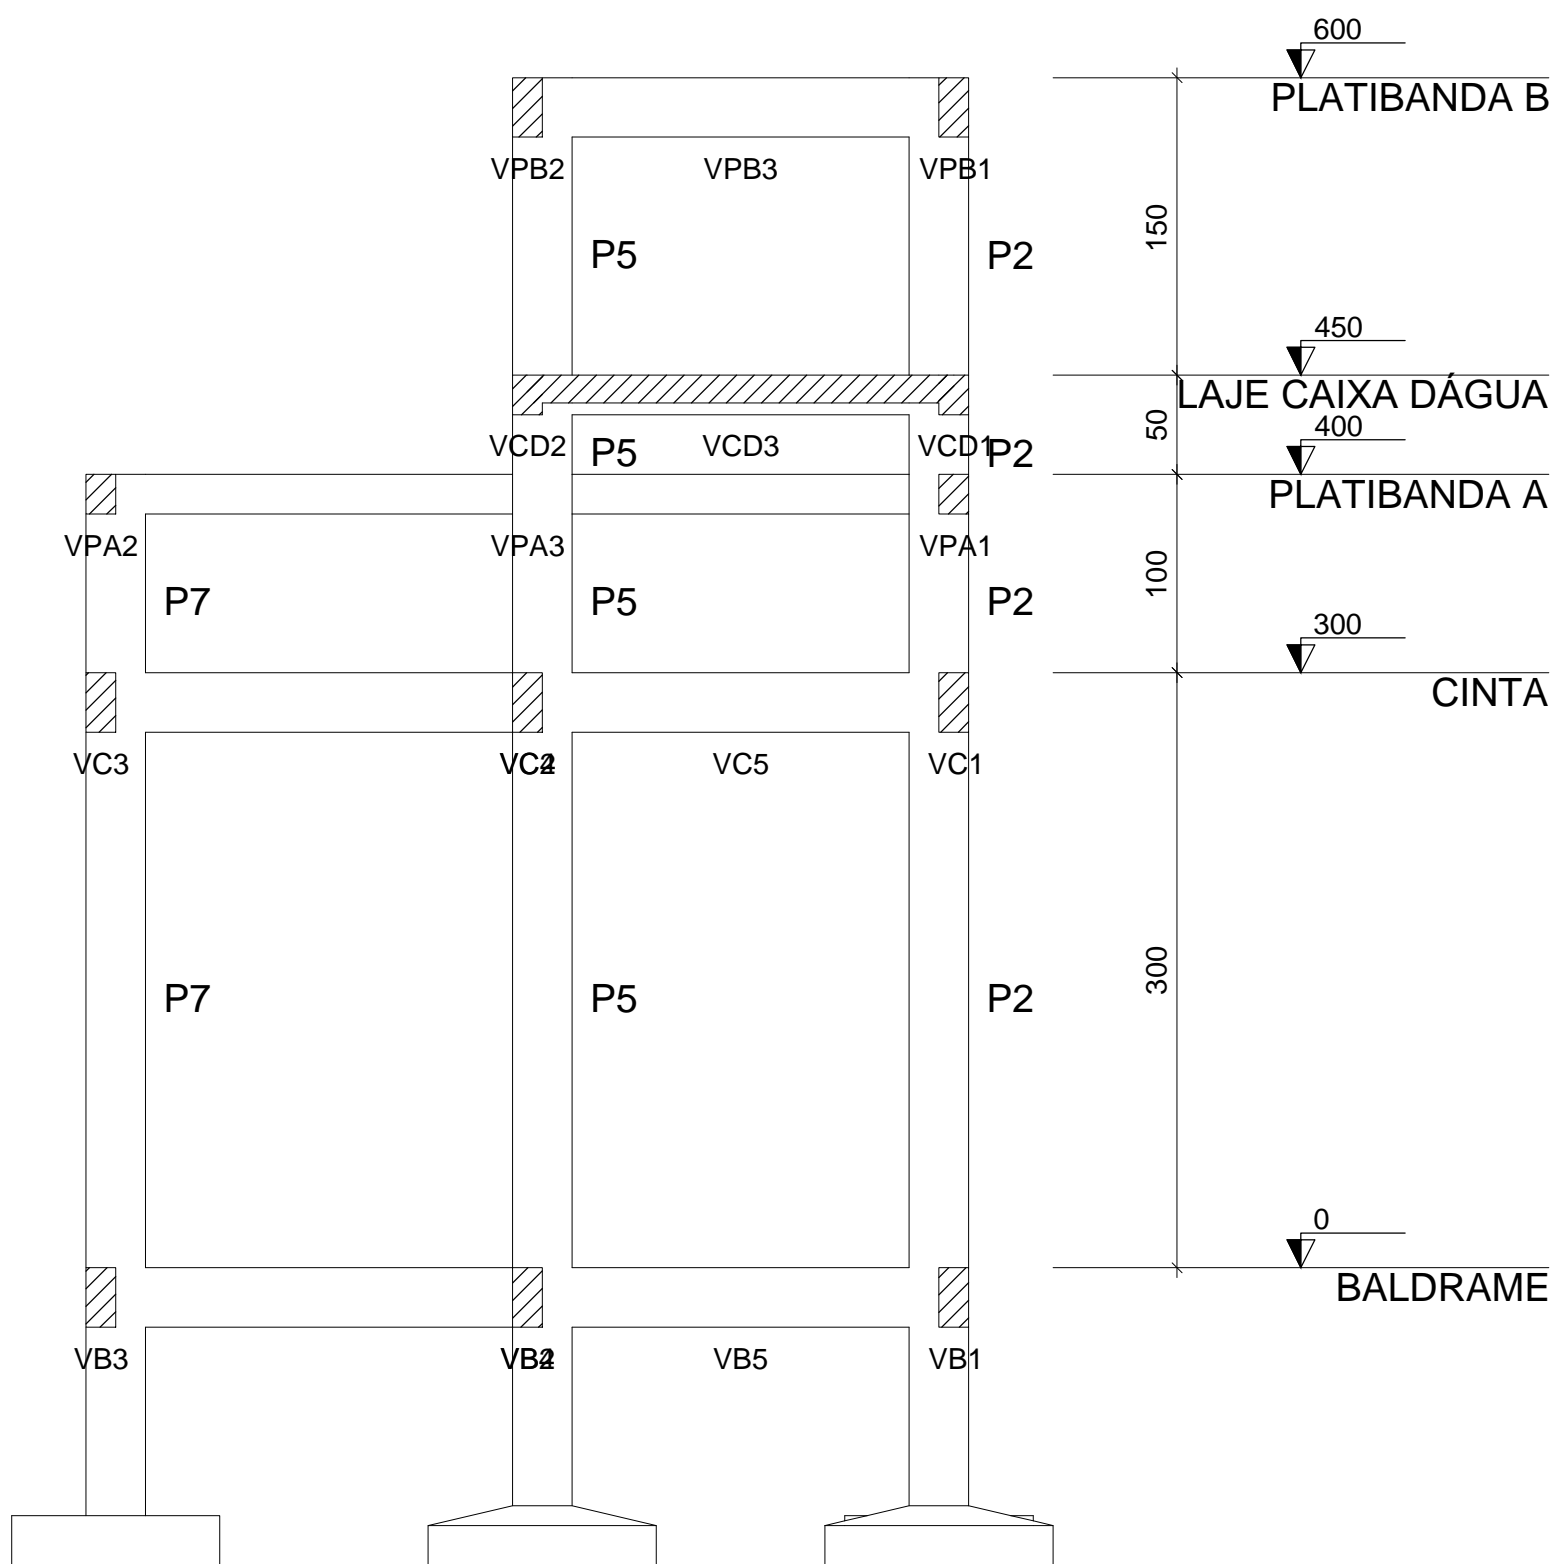 600
PLATIBANDA B
VPB2 VPB3 VPB1
150
P5 P2
450
LAJE CAIXA DÁGUA
50
400
VCD2 P5 VCD3 VCD1 P2
PLATIBANDA A
VPA2 VPA3 VPA1
100
P7 P5 P2
300
CINTA
VC3 VC2 VC5 VC1
300
P7 P5 P2
0
BALDRAME
VB3 VB5 VB1